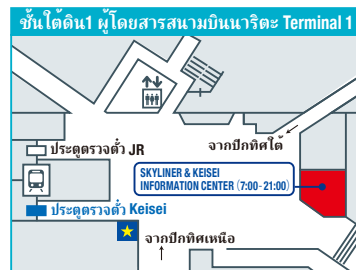 ชั้นใต้ดิน1 ผู้โดยสารสนามบินนาริตะ Terminal 1
ประตูตรวจตั๋ว JR
จากปีกทิศใต้
SKYLINER & KEISEI
INFORMATION CENTER (7:00-21:00)
ประตูตรวจตั๋ว Keisei
จากปีกทิศเหนือ